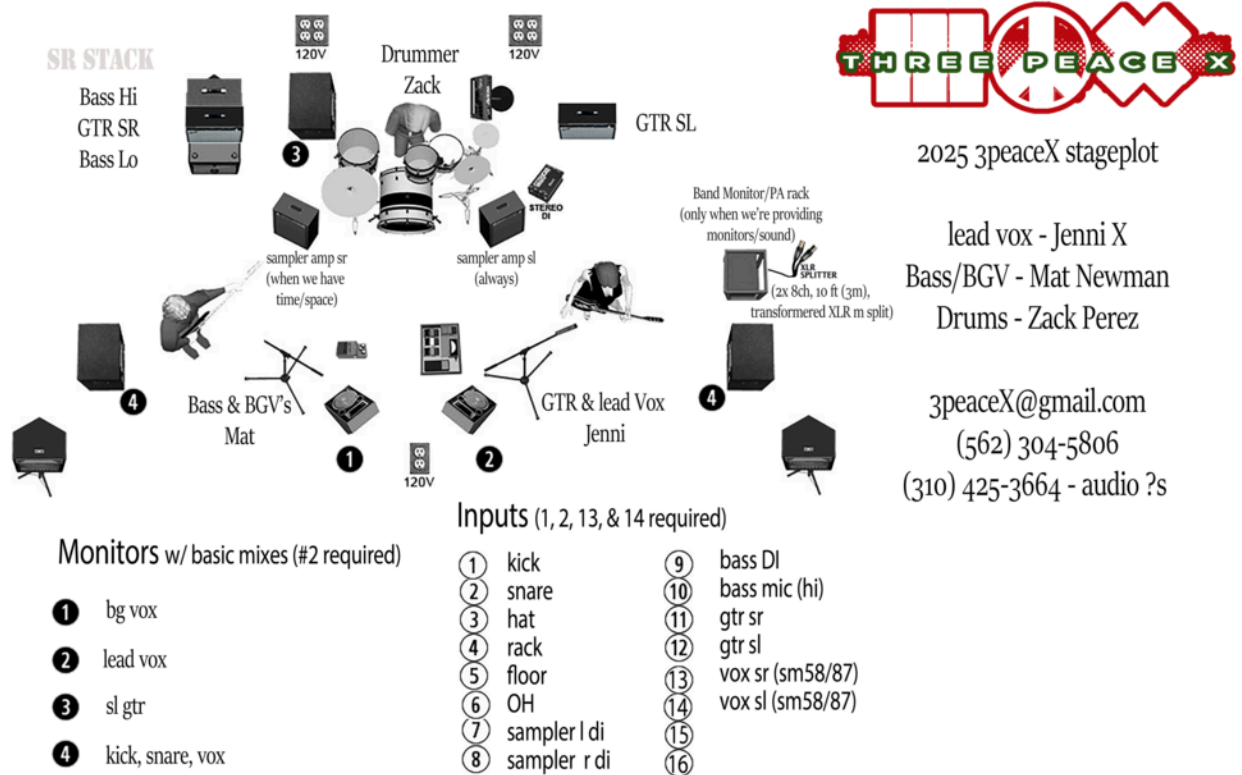 SR STACK
Bass Hi
GTR SR
Bass Lo
120V
120V
Drummer
Zack
GTR SL
3
STEREO
DI
sampler amp sr
(when we have
time/space)
sampler amp sl
(always)
Band Monitor/PA rack
(only when we're providing
monitors/sound)
XLR
SPLITTER
(2x 8ch, 10 ft (3m),
transformered XLR m split)
4
Bass & BGV's
Mat
1
120V
2
GTR & lead Vox
Jenni
4
THREE PEACE X
2025 3peaceX stageplot
lead vox - Jenni X
Bass/BGV - Mat Newman
Drums - Zack Perez
3peaceX@gmail.com
(562) 304-5806
(310) 425-3664 - audio ?s
Monitors w/ basic mixes (#2 required)
1 bg vox
2 lead vox
3 sl gtr
4 kick, snare, vox
Inputs (1, 2, 13, & 14 required)
1 kick
2 snare
3 hat
4 rack
5 floor
6 OH
7 sampler l di
8 sampler r di
9 bass DI
10 bass mic (hi)
11 gtr sr
12 gtr sl
13 vox sr (sm58/87)
14 vox sl (sm58/87)
15
16